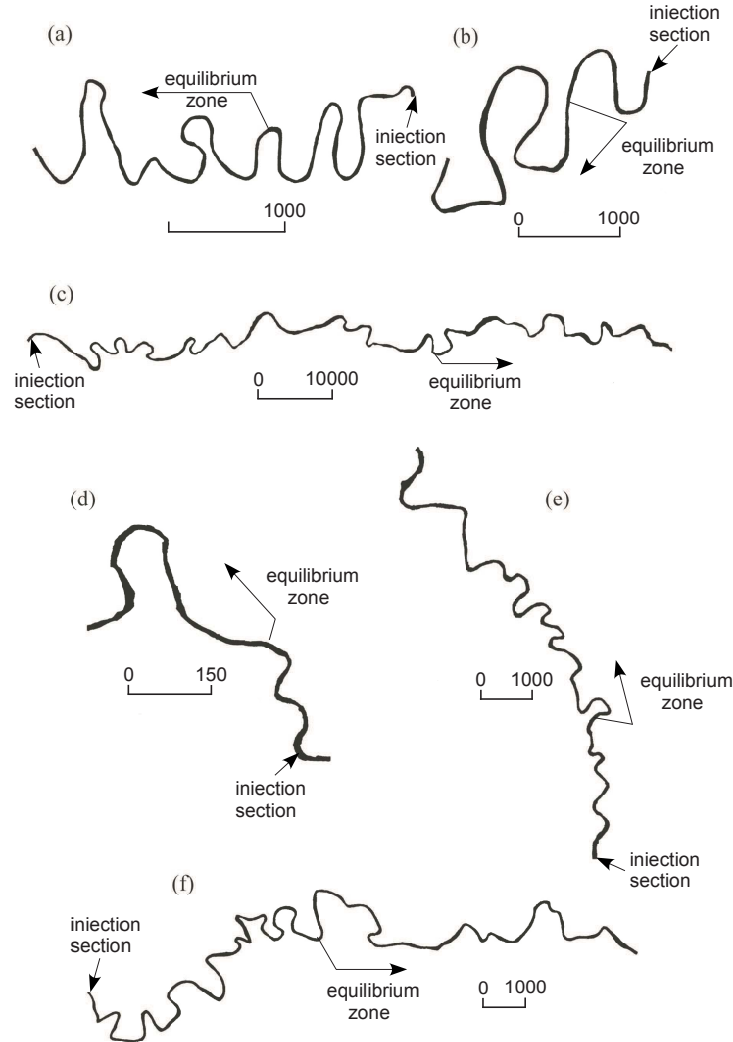 (a)
equilibrium
zone
iniection
section
1000
(b)
iniection
section
equilibrium
zone
0 1000
(c)
iniection
section
0 10000
equilibrium
zone
(d)
equilibrium
zone
0 150
iniection
section
(e)
0 1000
equilibrium
zone
iniection
section
(f)
iniection
section
equilibrium
zone
0 1000